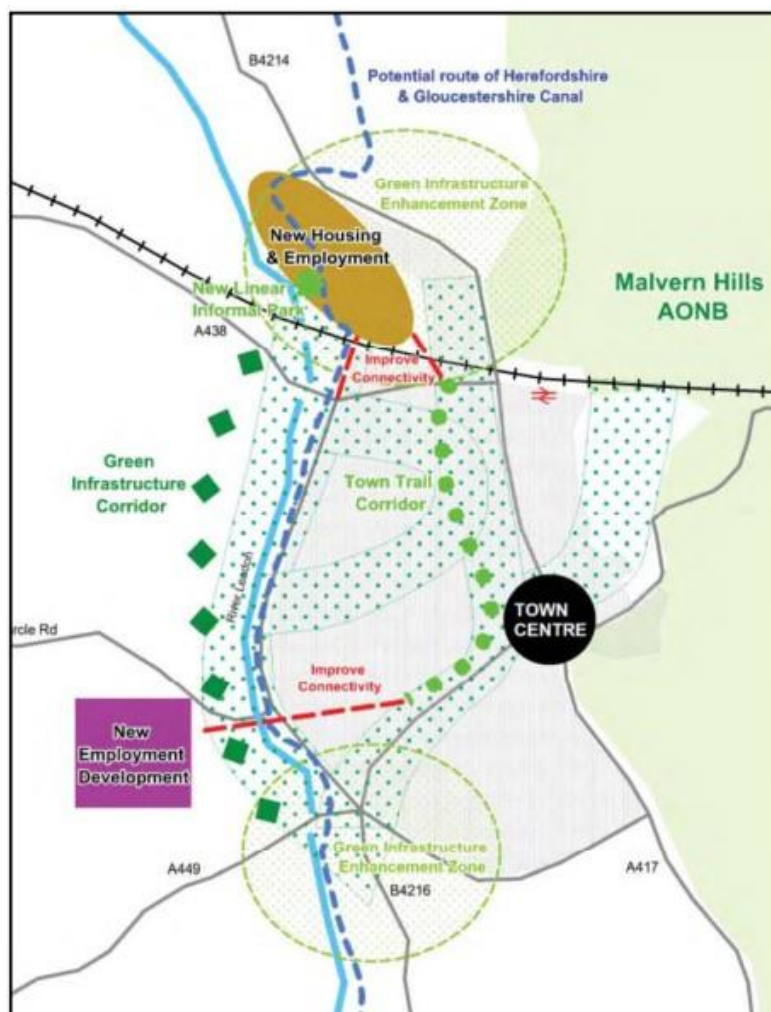 B4214
Potential route of Herefordshire
& Gloucestershire Canal
Green Infrastructure
Enhancement Zone
New Housing
& Employment
Malvern Hills
AONB
New Linear
Informal Park
A438
Improve
Connectivity
Green
Infrastructure
Corridor
Town Trail
Corridor
River Leadon
TOWN
CENTRE
rcle Rd
Improve
Connectivity
New
Employment
Development
Green Infrastructure
Enhancement Zone
A449
B4216
A417